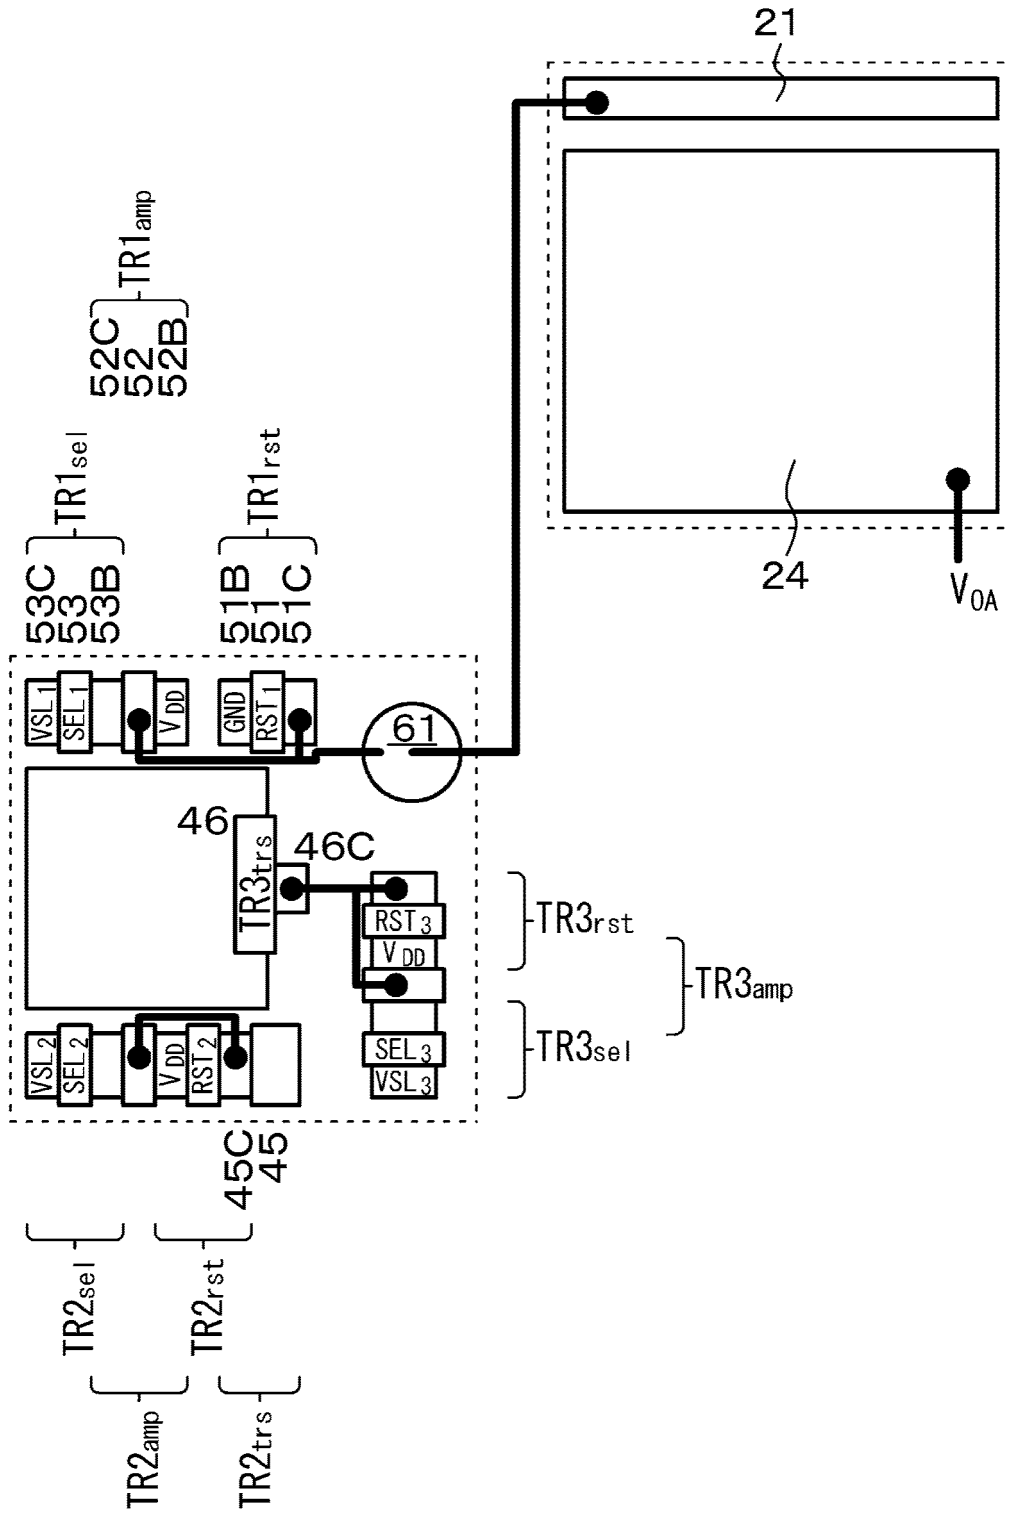 21
TR1amp
52C
52
52B
TR1sel
TR1rst
53C
53
53B
51B
51
51C
24
VOA
VSL1
SEL1
VDD
GND
RST1
61
46
TR3trs
46C
RST3
VDD
SEL3
VSL3
TR3rst
TR3amp
TR3sel
VSL2
SEL2
VDD
RST2
45C
45
TR2sel
TR2rst
TR2amp
TR2trs